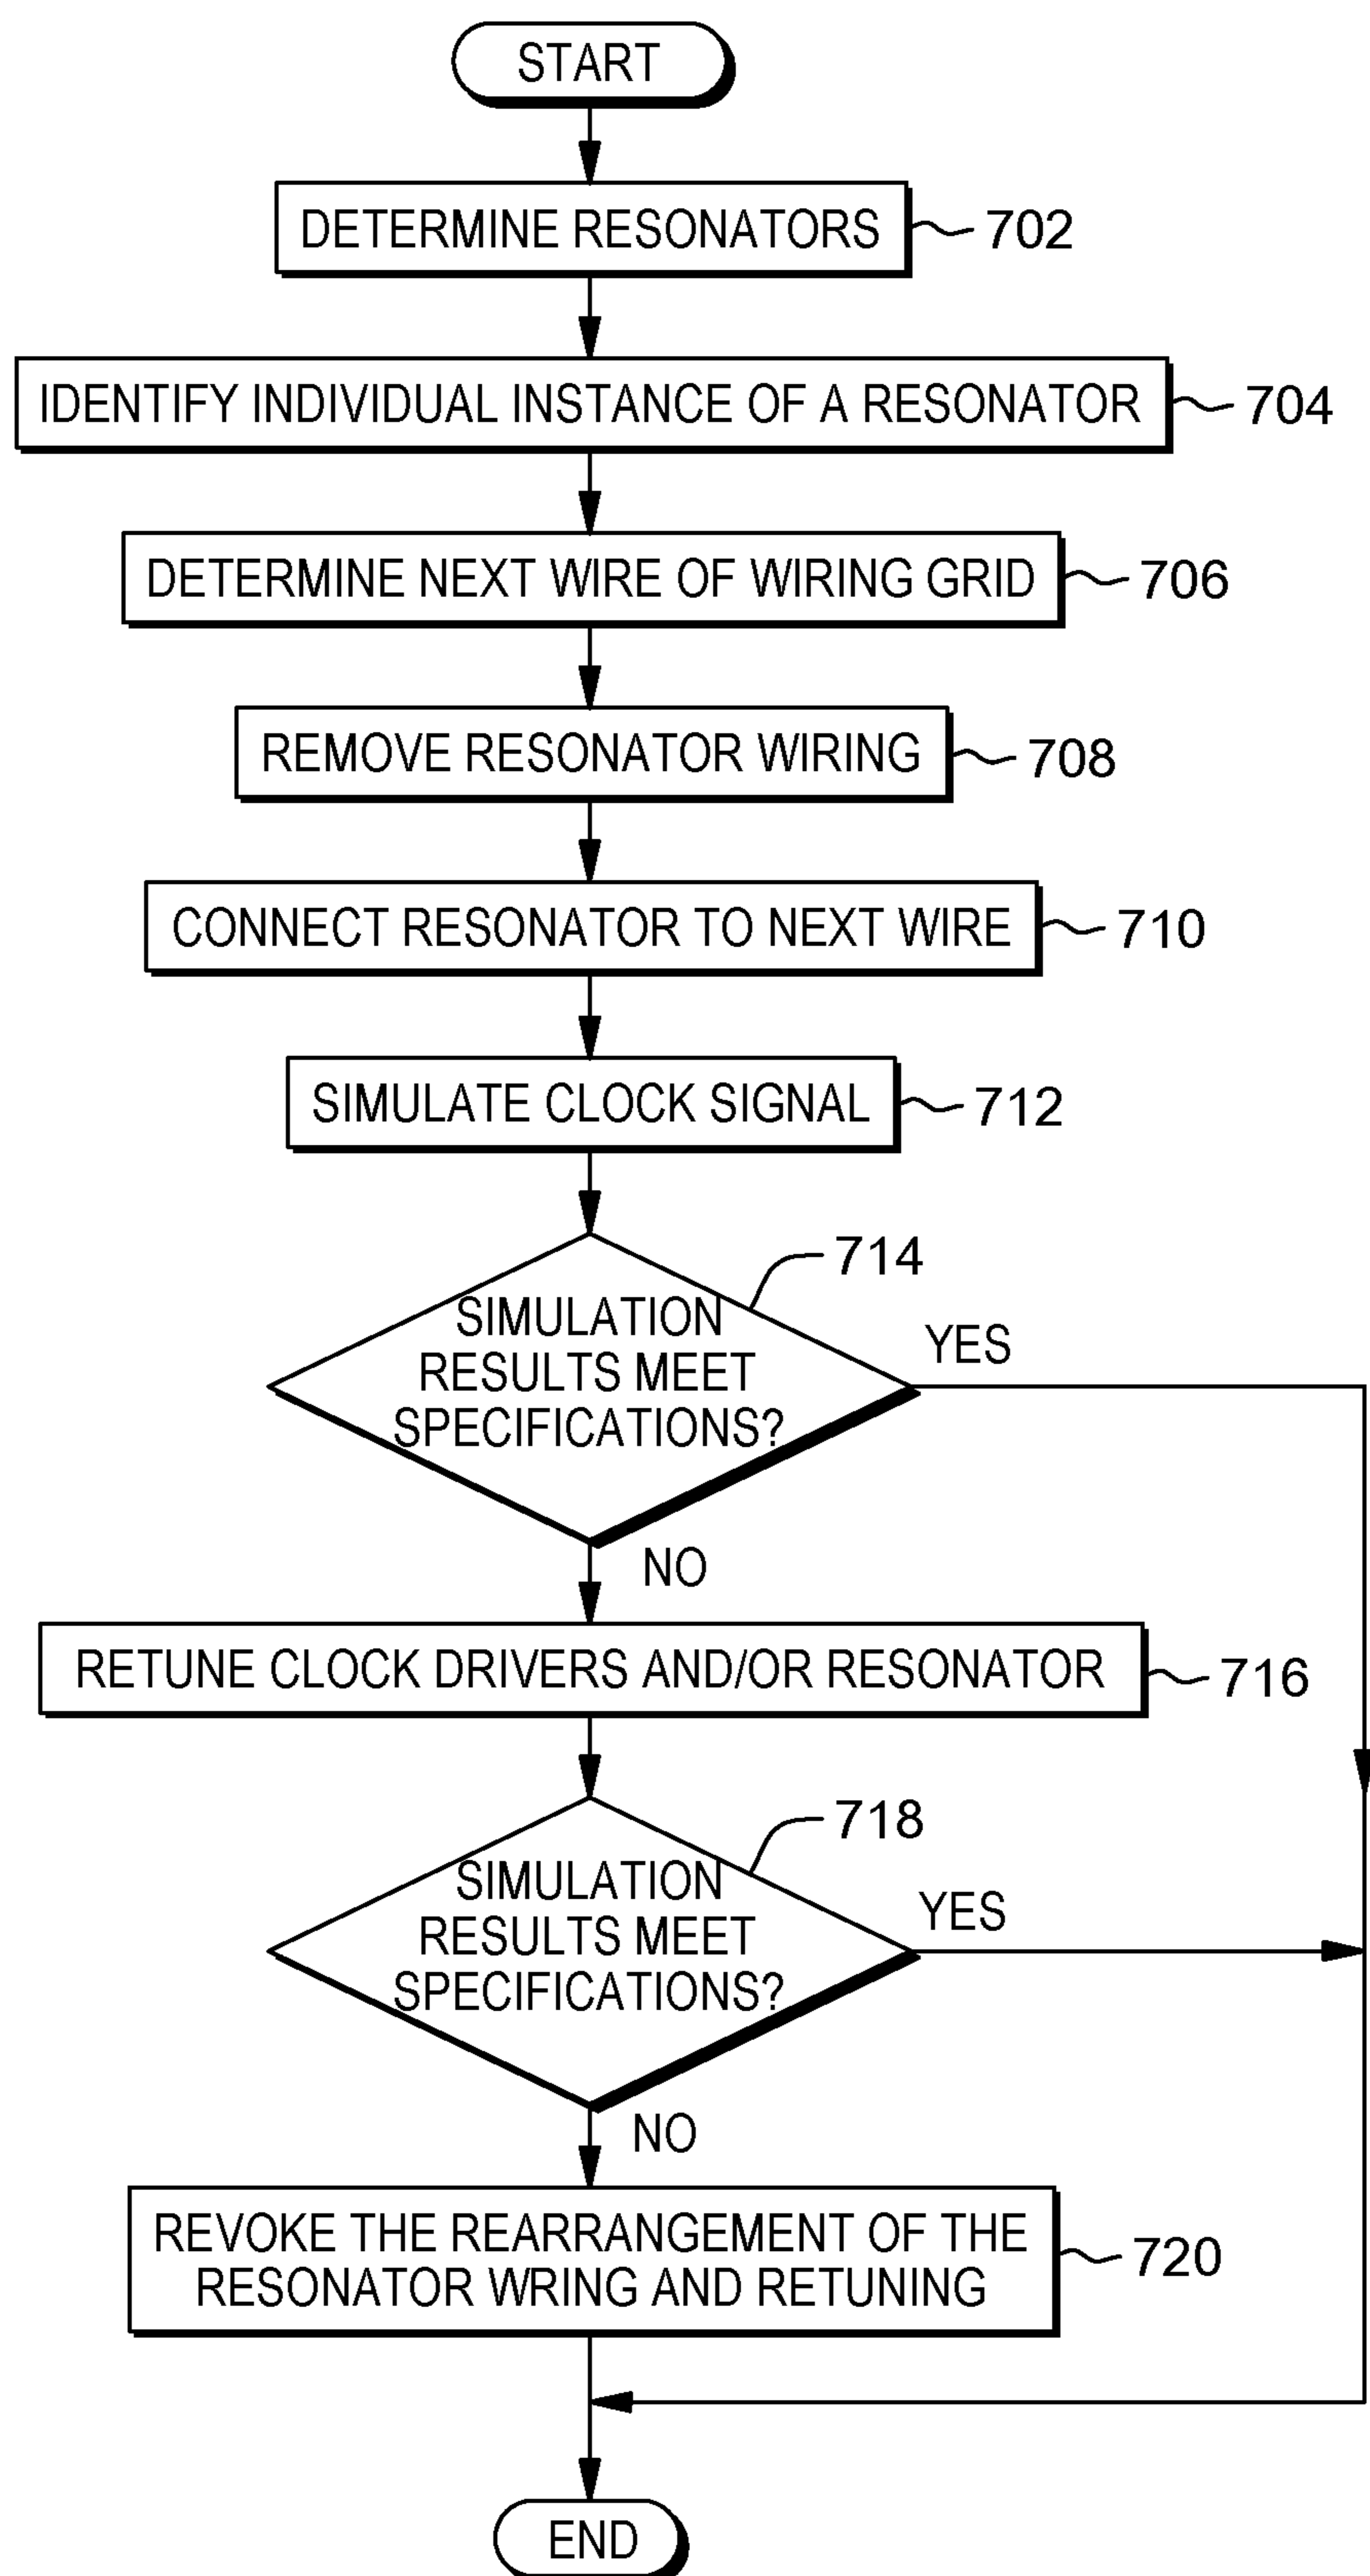 START
DETERMINE RESONATORS
702
IDENTIFY INDIVIDUAL INSTANCE OF A RESONATOR
704
DETERMINE NEXT WIRE OF WIRING GRID
706
REMOVE RESONATOR WIRING
708
CONNECT RESONATOR TO NEXT WIRE
710
SIMULATE CLOCK SIGNAL
712
714
SIMULATION
RESULTS MEET
SPECIFICATIONS?
YES
NO
RETUNE CLOCK DRIVERS AND/OR RESONATOR
716
718
SIMULATION
RESULTS MEET
SPECIFICATIONS?
YES
NO
REVOKE THE REARRANGEMENT OF THE
RESONATOR WRING AND RETUNING
720
END